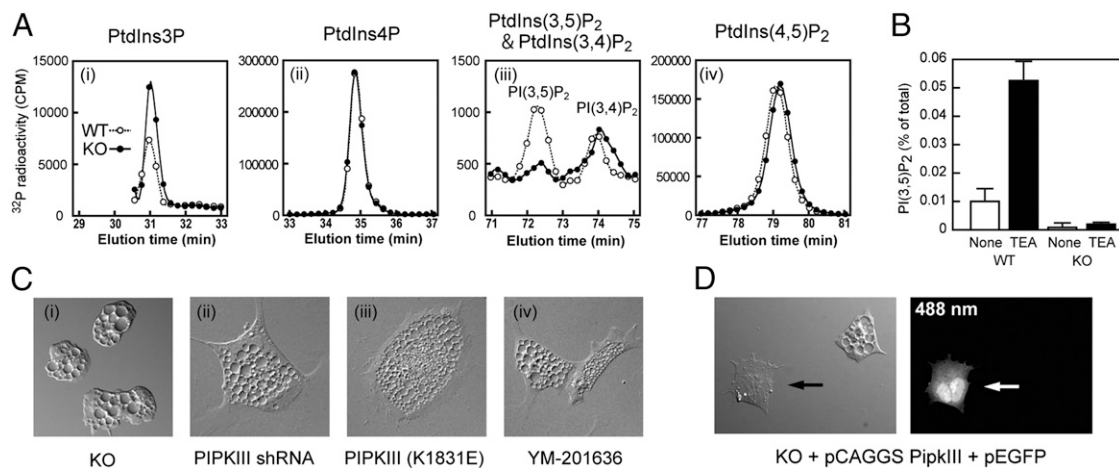 A
PtdIns3P
PtdIns4P
PtdIns(3,5)P2
& PtdIns(3,4)P2
PtdIns(4,5)P2
32P radioactivity (CPM)
(i)
15000
10000
5000
0
WT
KO
29 30 31 32 33
Elution time (min)
(ii)
300000
200000
100000
0
33 34 35 36 37
Elution time (min)
(iii)
1500
1000
500
0
PI(3,5)P2
PI(3,4)P2
71 72 73 74 75
Elution time (min)
(iv)
200000
150000
100000
50000
0
77 78 79 80 81
Elution time (min)
B
PI(3,5)P2 (% of total)
0.06
0.05
0.04
0.03
0.02
0.01
0
None TEA None TEA
WT KO
C
(i)
(ii)
(iii)
(iv)
KO
PIPKIII shRNA
PIPKIII (K1831E)
YM-201636
D
488 nm
KO + pCAGGS PipkIII + pEGFP